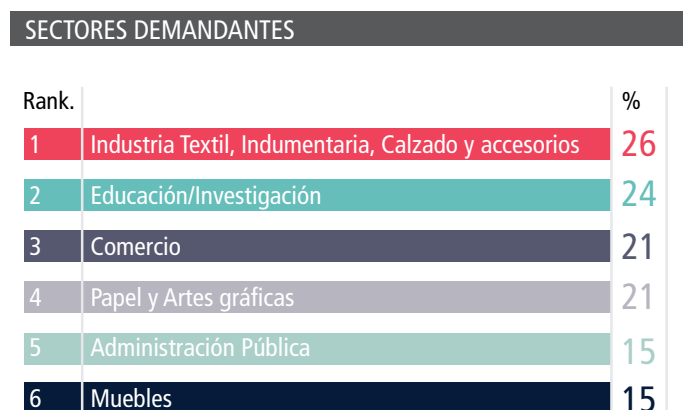 SECTORES DEMANDANTES
Rank. %
1 Industria Textil, Indumentaria, Calzado y accesorios 26
2 Educación/Investigación 24
3 Comercio 21
4 Papel y Artes gráficas 21
5 Administración Pública 15
6 Muebles 15